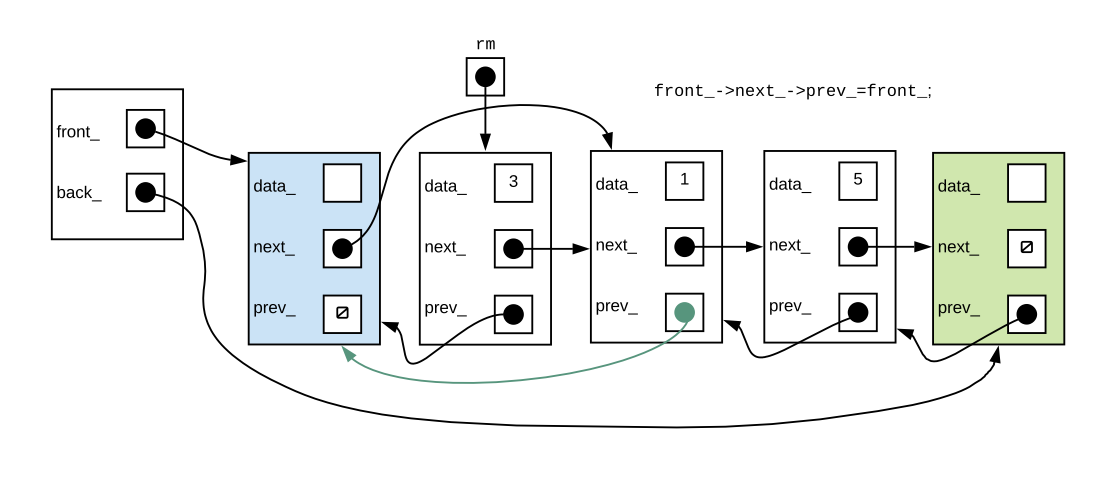 rm
front_->next_->prev_=front_;
front_
back_
data_
next_
prev_
data_ 3
next_
prev_
data_ 1
next_
prev_
data_ 5
next_
prev_
data_
next_
prev_